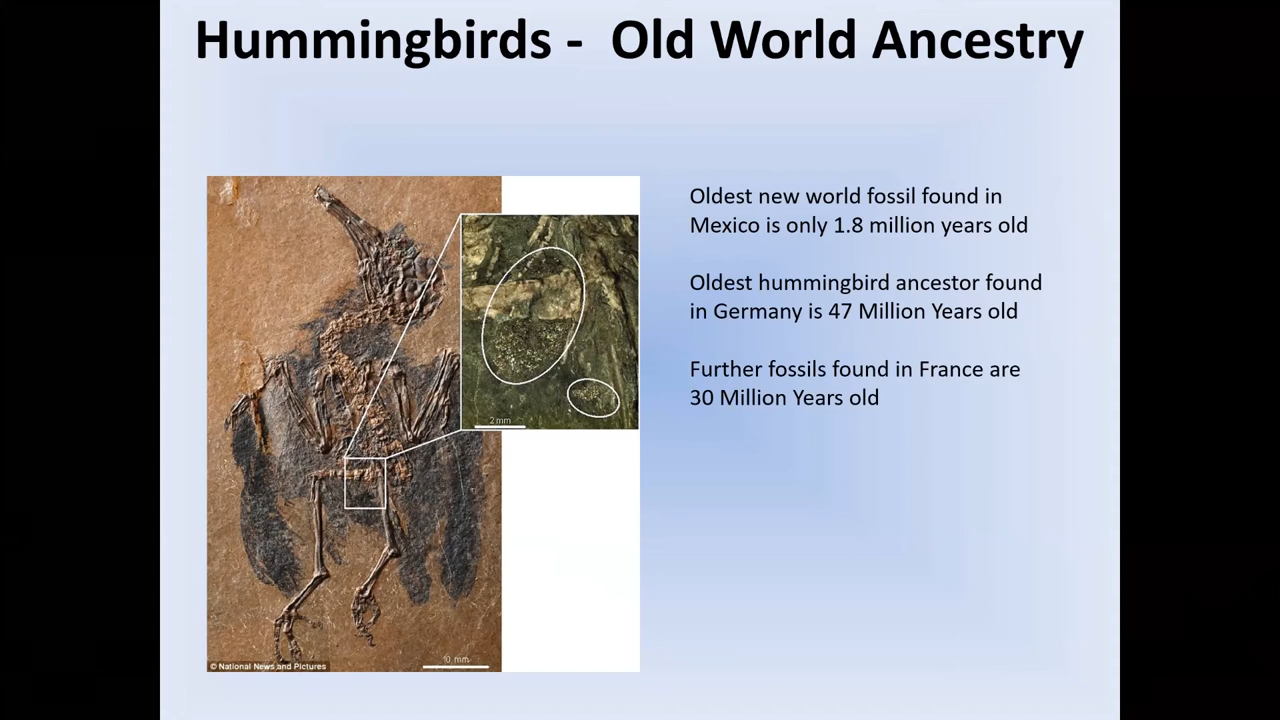 Hummingbirds - Old World Ancestry
Oldest new world fossil found in
Mexico is only 1.8 million years old
Oldest hummingbird ancestor found
in Germany is 47 Million Years old
Further fossils found in France are
30 Million Years old
2 mm
10 mm
© National News and Pictures